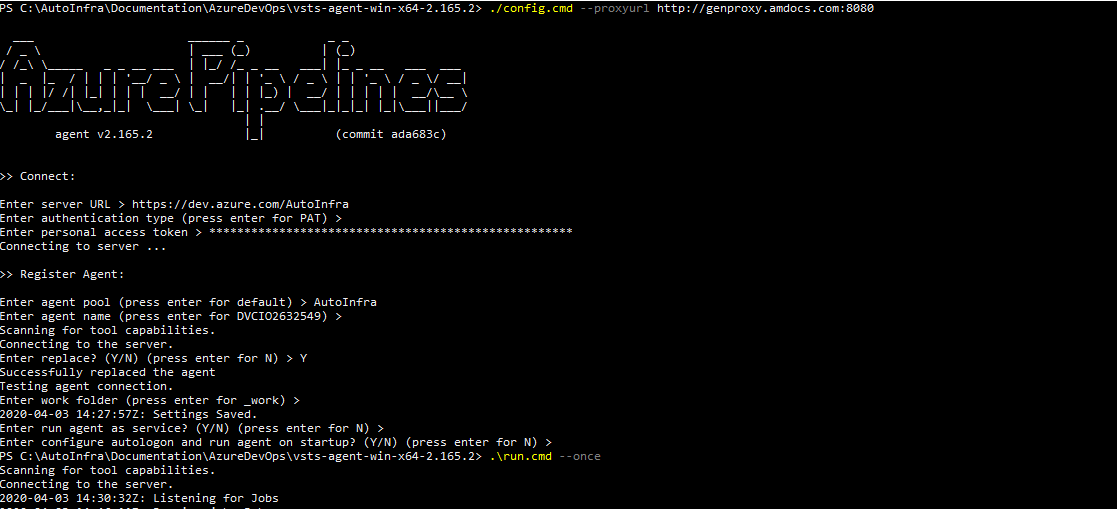 PS C:\AutoInfra\Documentation\AzureDevOps\vsts-agent-win-x64-2.165.2> ./config.cmd --proxyurl http://genproxy.amdocs.com:8080
Azure Pipelines
agent v2.165.2 (commit ada683c)
>> Connect:
Enter server URL > https://dev.azure.com/AutoInfra
Enter authentication type (press enter for PAT) >
Enter personal access token > ****************************************************
Connecting to server ...
>> Register Agent:
Enter agent pool (press enter for default) > AutoInfra
Enter agent name (press enter for DVCIO2632549) >
Scanning for tool capabilities.
Connecting to the server.
Enter replace? (Y/N) (press enter for N) > Y
Successfully replaced the agent
Testing agent connection.
Enter work folder (press enter for _work) >
2020-04-03 14:27:57Z: Settings Saved.
Enter run agent as service? (Y/N) (press enter for N) >
Enter configure autologon and run agent on startup? (Y/N) (press enter for N) >
PS C:\AutoInfra\Documentation\AzureDevOps\vsts-agent-win-x64-2.165.2> .\run.cmd --once
Scanning for tool capabilities.
Connecting to the server.
2020-04-03 14:30:32Z: Listening for Jobs